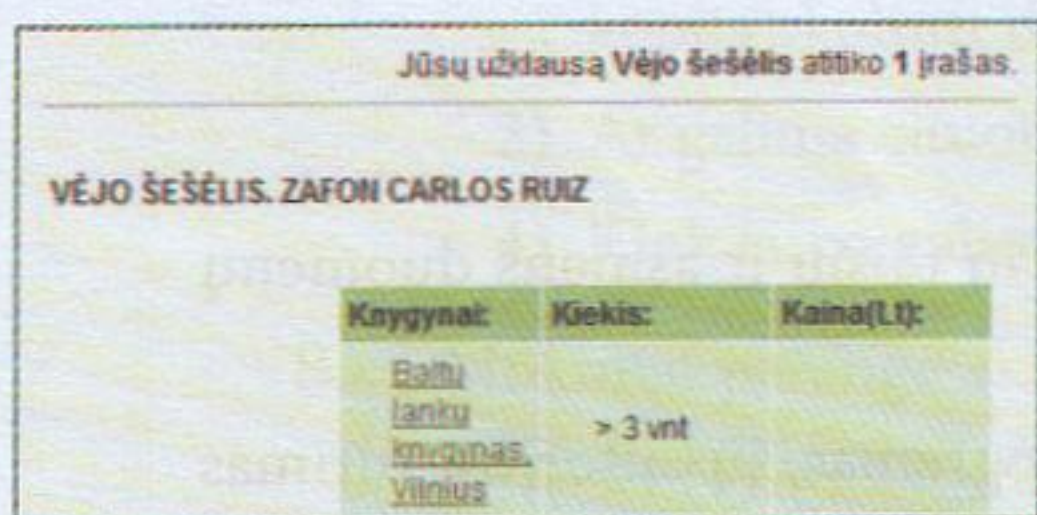 Jūsų užklausą Vėjo šešėlis atitiko 1 įrašas.
VĖJO ŠEŠĖLIS. ZAFON CARLOS RUIZ
Knygynai: Kiekis: Kaina(Lt):
Baltų
lankų
knygynas,
Vilnius
> 3 vnt